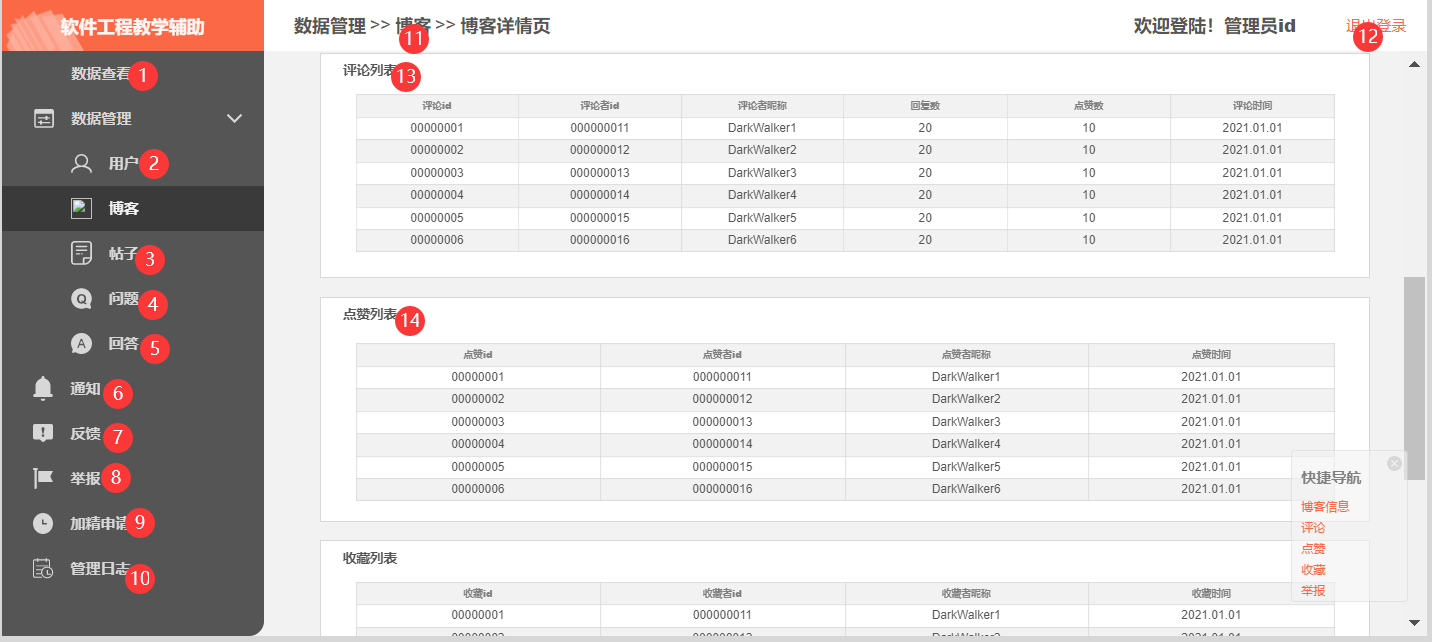 软件工程教学辅助
数据管理 >> 博客 >> 博客详情页
欢迎登陆！管理员id
退出登录
11
12
数据查看 1
数据管理
用户 2
博客
帖子 3
问题 4
回答 5
通知 6
反馈 7
举报 8
加精申请 9
管理日志 10
评论列表 13
评论id 评论者id 评论者昵称 回复数 点赞数 评论时间
00000001 000000011 DarkWalker1 20 10 2021.01.01
00000002 000000012 DarkWalker2 20 10 2021.01.01
00000003 000000013 DarkWalker3 20 10 2021.01.01
00000004 000000014 DarkWalker4 20 10 2021.01.01
00000005 000000015 DarkWalker5 20 10 2021.01.01
00000006 000000016 DarkWalker6 20 10 2021.01.01
点赞列表 14
点赞id 点赞者id 点赞者昵称 点赞时间
00000001 000000011 DarkWalker1 2021.01.01
00000002 000000012 DarkWalker2 2021.01.01
00000003 000000013 DarkWalker3 2021.01.01
00000004 000000014 DarkWalker4 2021.01.01
00000005 000000015 DarkWalker5 2021.01.01
00000006 000000016 DarkWalker6 2021.01.01
收藏列表
收藏id 收藏者id 收藏者昵称 收藏时间
00000001 000000011 DarkWalker1 2021.01.01
快捷导航
博客信息
评论
点赞
收藏
举报